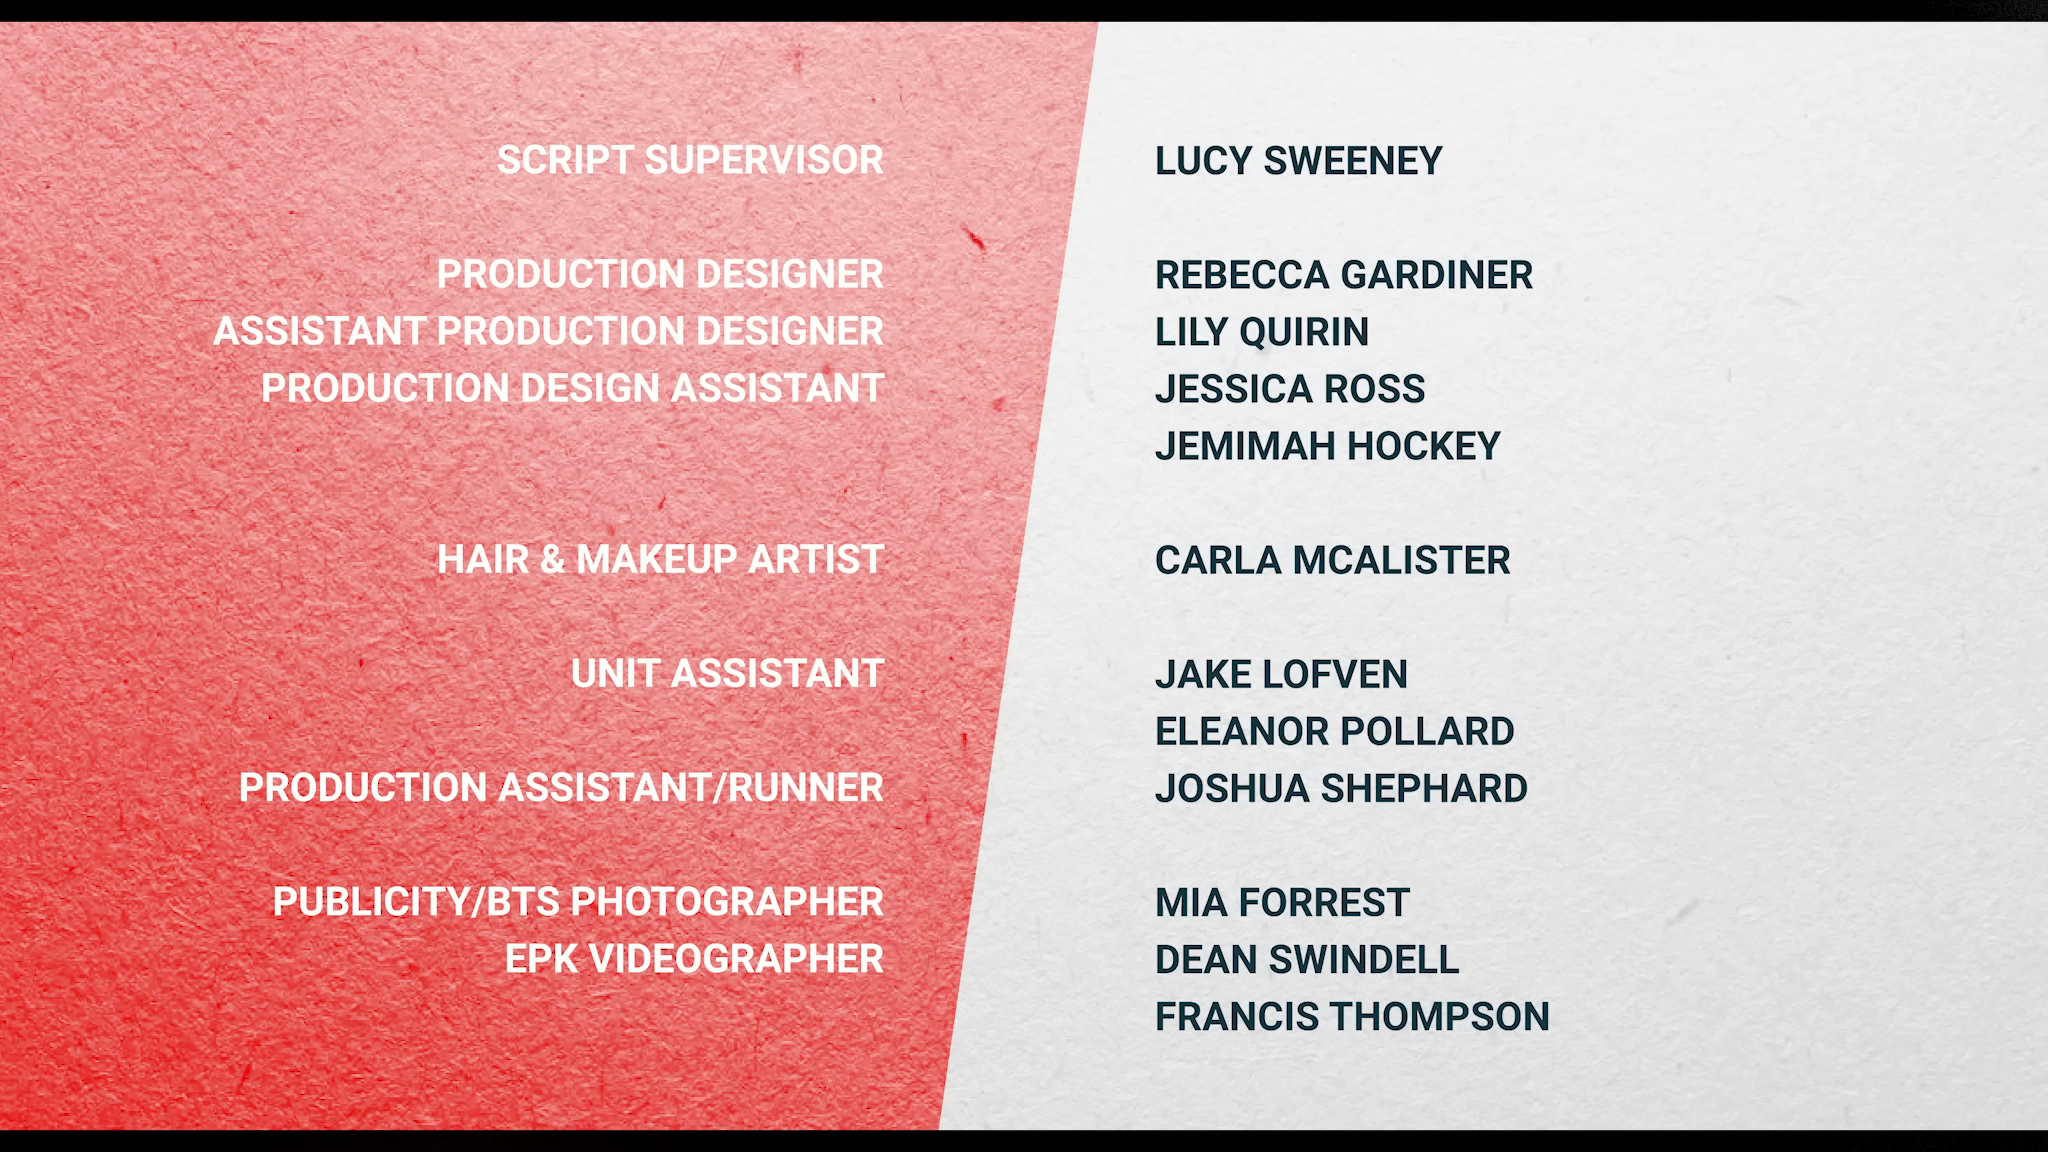 SCRIPT SUPERVISOR LUCY SWEENEY
PRODUCTION DESIGNER REBECCA GARDINER
ASSISTANT PRODUCTION DESIGNER LILY QUIRIN
PRODUCTION DESIGN ASSISTANT JESSICA ROSS
JEMIMAH HOCKEY
HAIR & MAKEUP ARTIST CARLA MCALISTER
UNIT ASSISTANT JAKE LOFVEN
ELEANOR POLLARD
PRODUCTION ASSISTANT/RUNNER JOSHUA SHEPHARD
PUBLICITY/BTS PHOTOGRAPHER MIA FORREST
EPK VIDEOGRAPHER DEAN SWINDELL
FRANCIS THOMPSON